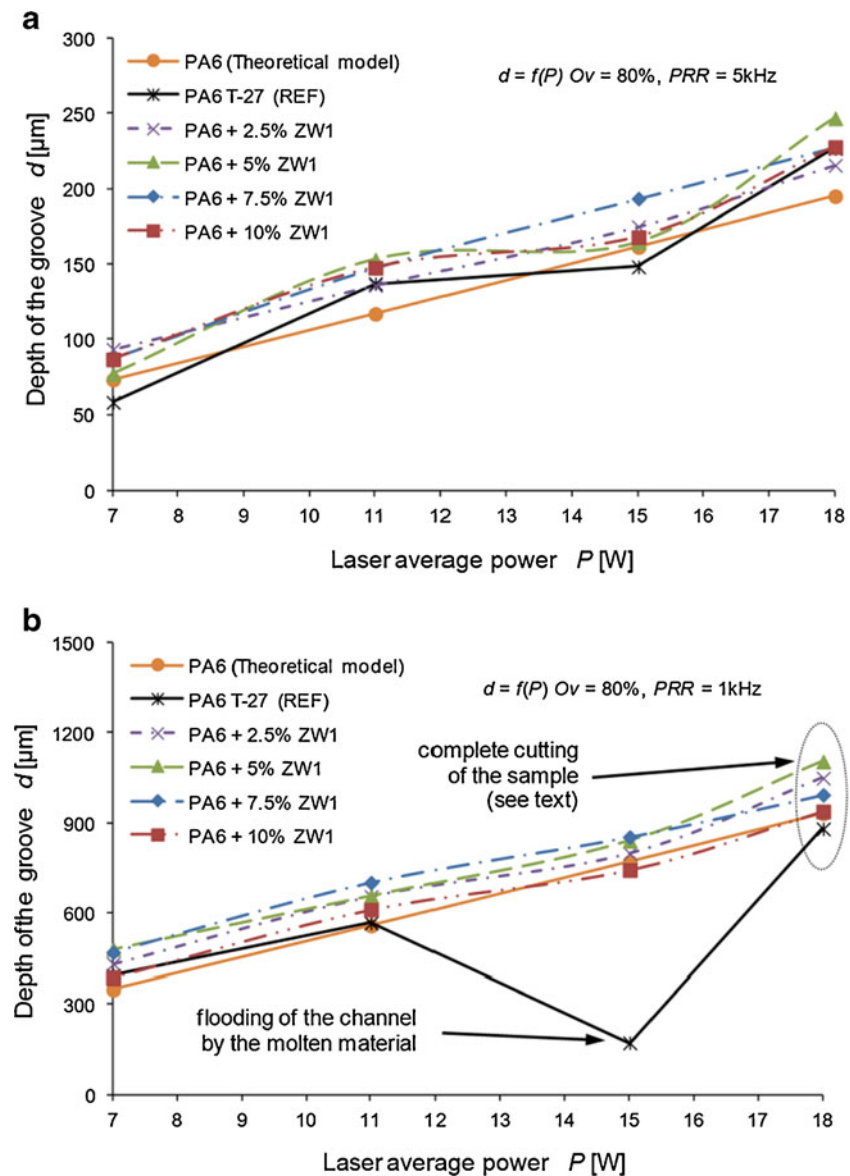 a
300
250
200
150
100
50
0
Depth of the groove d [µm]
PA6 (Theoretical model)
PA6 T-27 (REF)
PA6 + 2.5% ZW1
PA6 + 5% ZW1
PA6 + 7.5% ZW1
PA6 + 10% ZW1
d = f(P) Ov = 80%, PRR = 5kHz
7 8 9 10 11 12 13 14 15 16 17 18
Laser average power P [W]
b
1500
1200
900
600
300
0
Depth of the groove d [µm]
PA6 (Theoretical model)
PA6 T-27 (REF)
PA6 + 2.5% ZW1
PA6 + 5% ZW1
PA6 + 7.5% ZW1
PA6 + 10% ZW1
d = f(P) Ov = 80%, PRR = 1kHz
complete cutting
of the sample
(see text)
flooding of the channel
by the molten material
7 8 9 10 11 12 13 14 15 16 17 18
Laser average power P [W]